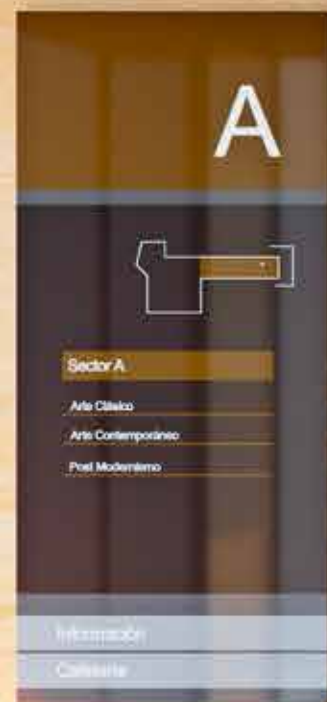 A
Sector A
Arte Clásico
Arte Contemporáneo
Post Modernismo
Información
Cafetería